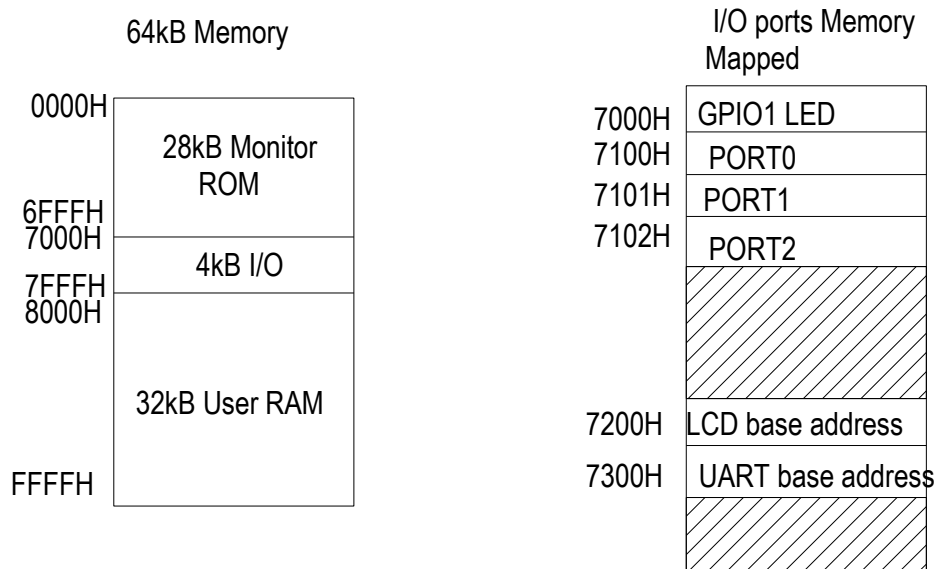 64kB Memory
0000H
28kB Monitor
ROM
6FFFH
7000H
4kB I/O
7FFFH
8000H
32kB User RAM
FFFFH
I/O ports Memory
Mapped
7000H GPIO1 LED
7100H PORT0
7101H PORT1
7102H PORT2
7200H LCD base address
7300H UART base address